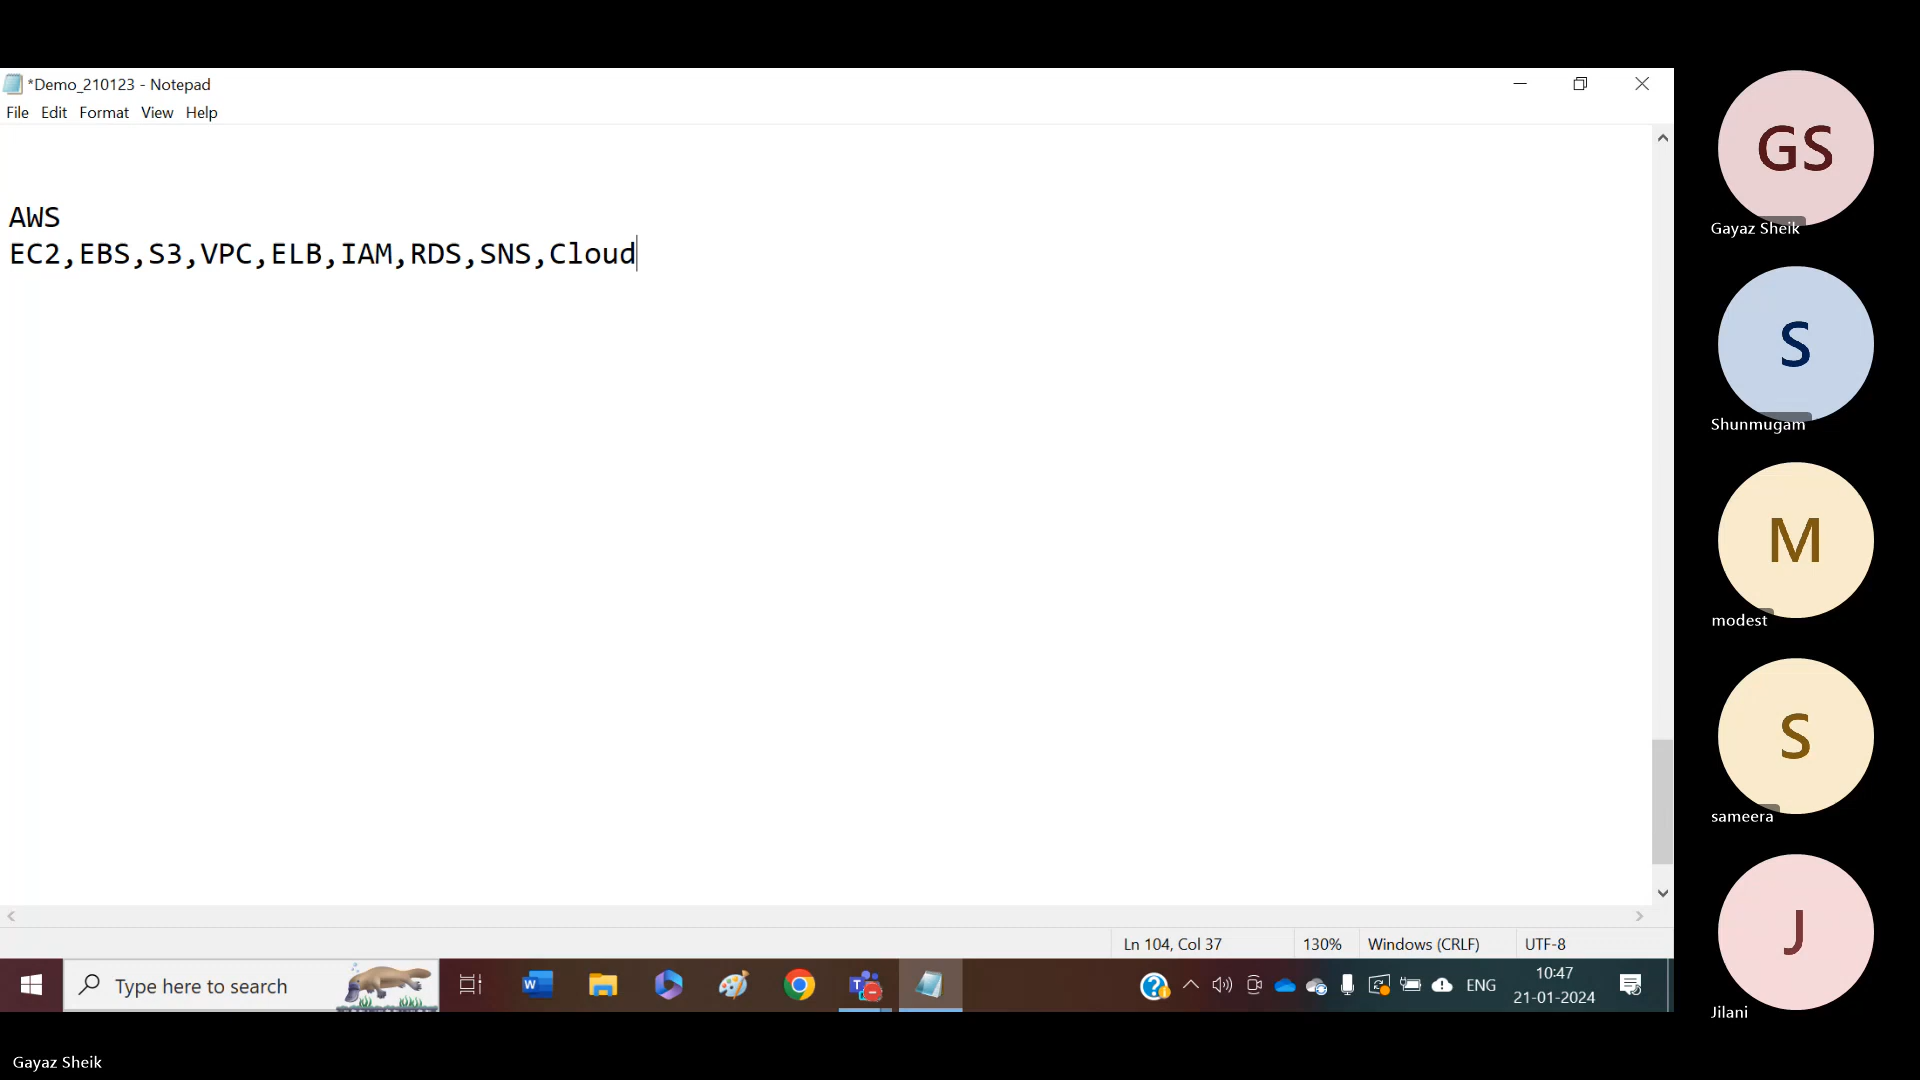 *Demo_210123 - Notepad
File Edit Format View Help
AWS
EC2,EBS,S3,VPC,ELB,IAM,RDS,SNS,Cloud
Ln 104, Col 37 130% Windows (CRLF) UTF-8
Type here to search
ENG
10:47
21-01-2024
GS
Gayaz Sheik
S
Shunmugam
M
modest
S
sameera
J
Jilani
Gayaz Sheik